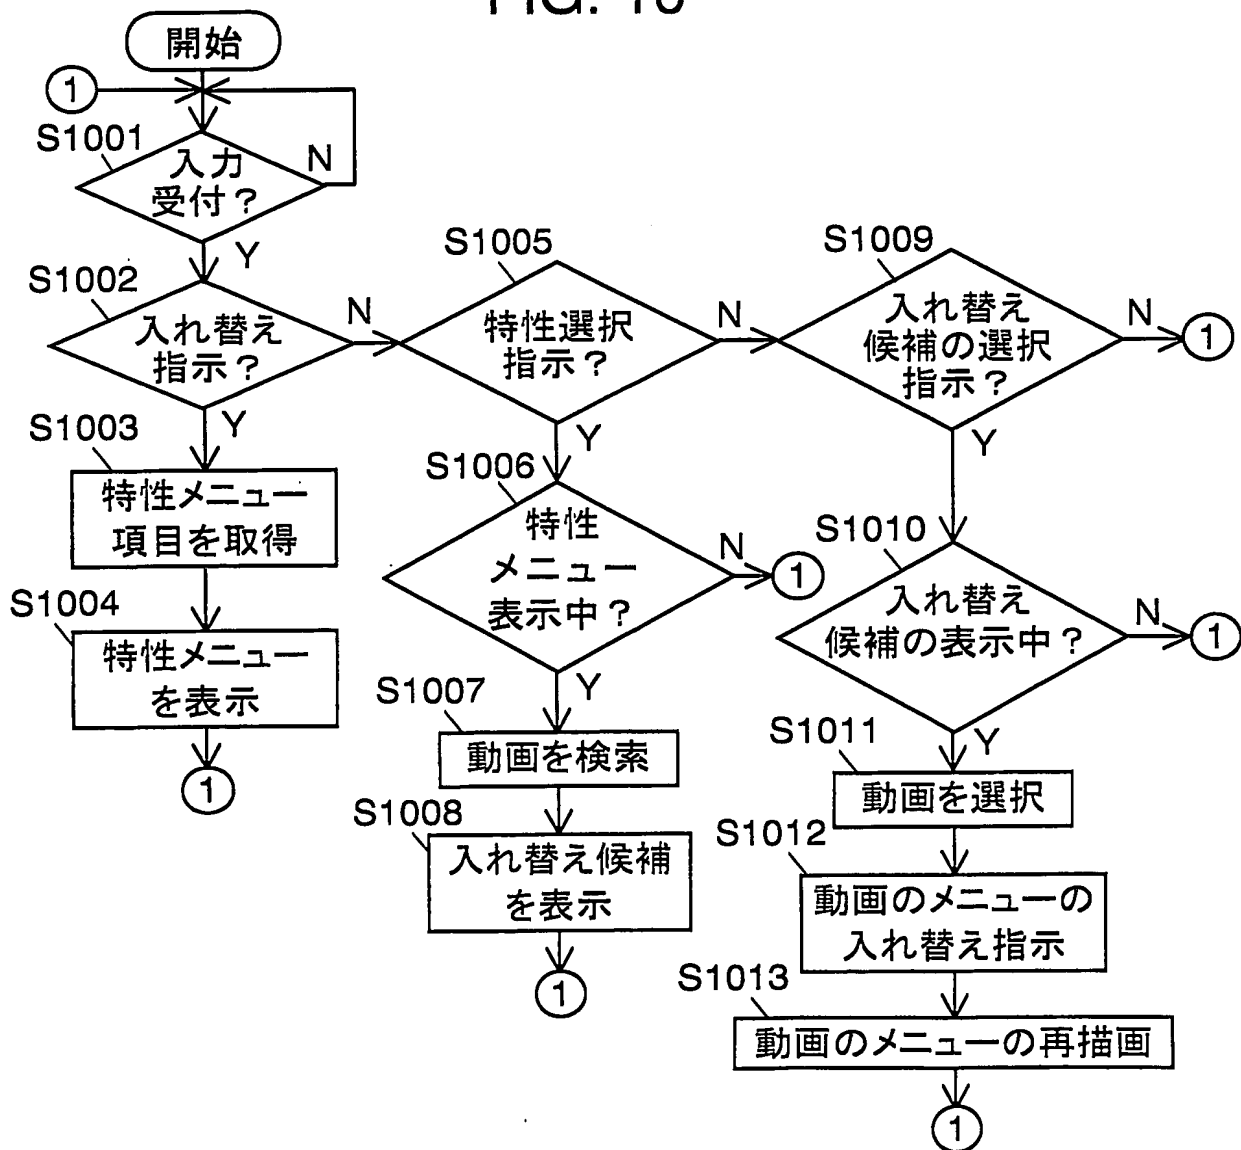 FIG. 10
開始
1
S1001
入力
受付?
N
Y
S1002
入れ替え
指示?
N
Y
S1003
特性メニュー
項目を取得
S1004
特性メニュー
を表示
1
S1005
特性選択
指示?
N
Y
S1006
特性
メニュー
表示中?
N
1
Y
S1007
動画を検索
S1008
入れ替え候補
を表示
1
S1009
入れ替え
候補の選択
指示?
N
1
Y
S1010
入れ替え
候補の表示中?
N
1
Y
S1011
動画を選択
S1012
動画のメニューの
入れ替え指示
S1013
動画のメニューの再描画
1